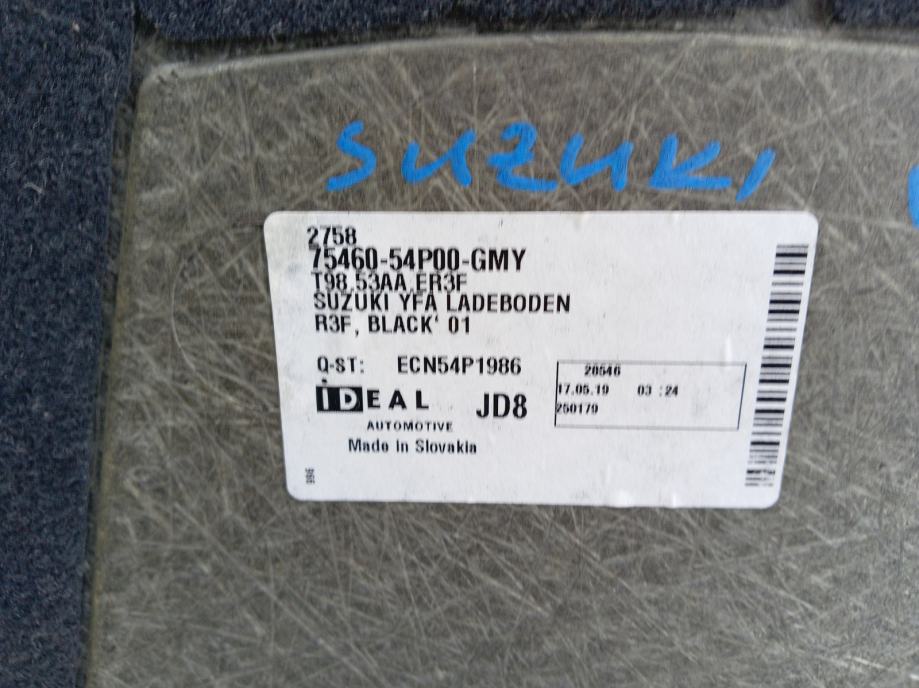 SUZUKI
2758
75460-54P00-GMY
T98,53AA,ER3F
SUZUKI YFA LADEBODEN
R3F, BLACK' 01
Q-ST: ECN54P1986
20546
17.05.19 03:24
250179
IDEAL JD8
AUTOMOTIVE
Made in Slovakia